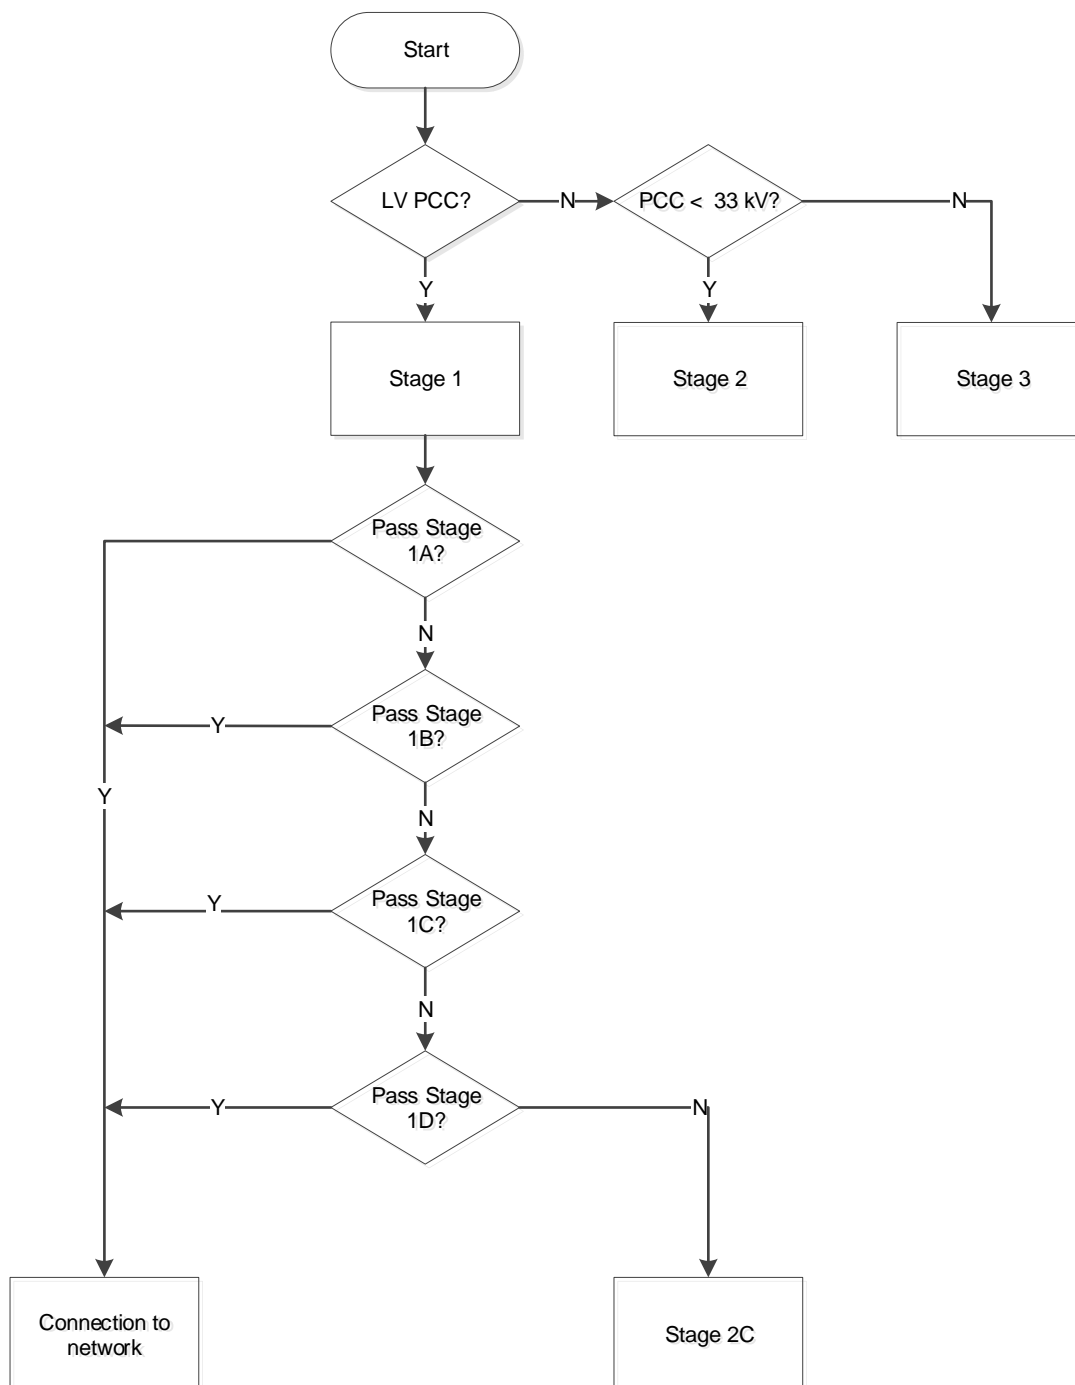 Start
LV PCC?
N
PCC < 33 kV?
N
Y
Y
Stage 1
Stage 2
Stage 3
Pass Stage
1A?
N
Pass Stage
1B?
Y
Y
N
Pass Stage
1C?
Y
N
Pass Stage
1D?
Y
N
Connection to
network
Stage 2C